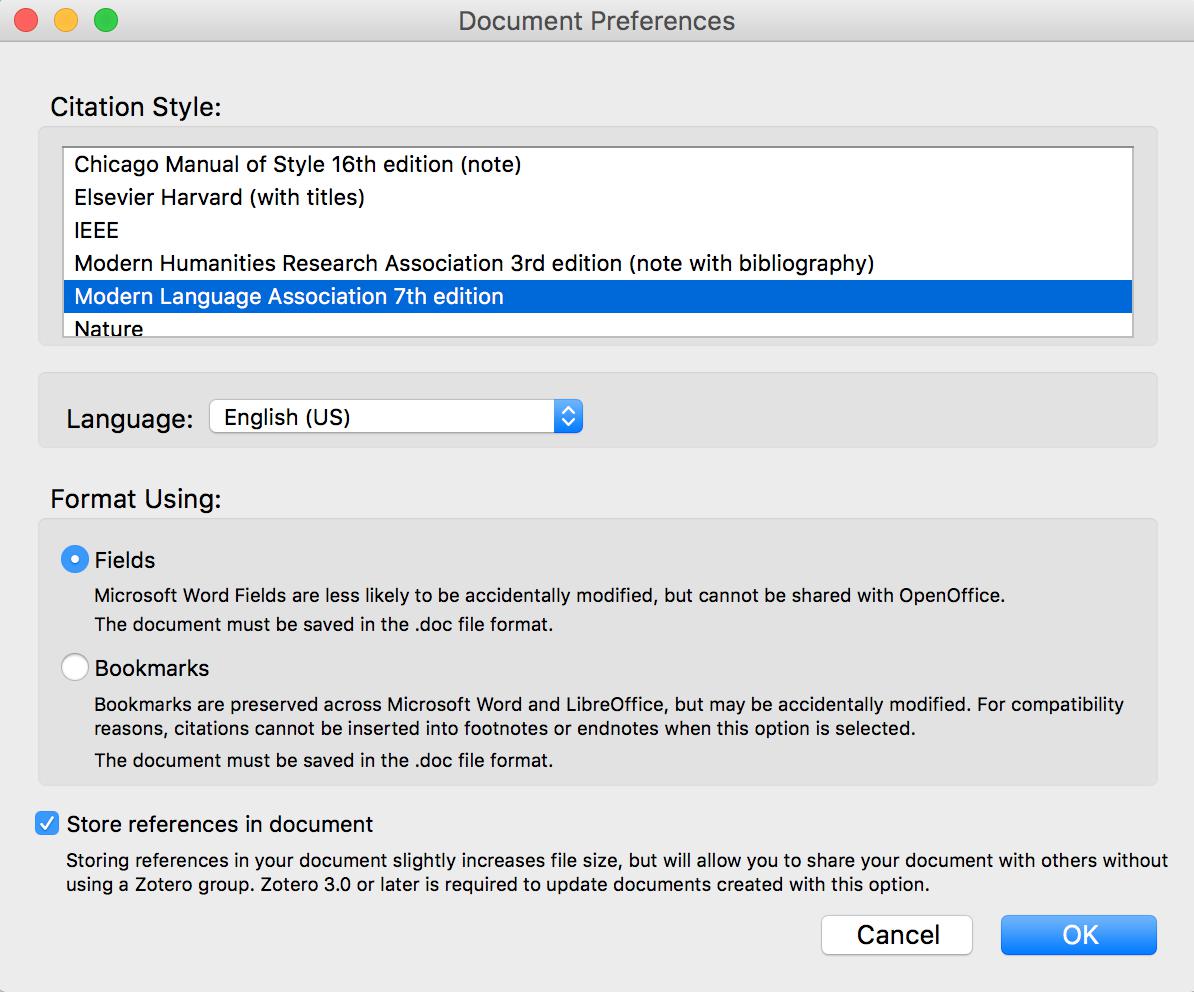 Document Preferences
Citation Style:
Chicago Manual of Style 16th edition (note)
Elsevier Harvard (with titles)
IEEE
Modern Humanities Research Association 3rd edition (note with bibliography)
Modern Language Association 7th edition
Nature
Language: English (US)
Format Using:
Fields
Microsoft Word Fields are less likely to be accidentally modified, but cannot be shared with OpenOffice.
The document must be saved in the .doc file format.
Bookmarks
Bookmarks are preserved across Microsoft Word and LibreOffice, but may be accidentally modified. For compatibility
reasons, citations cannot be inserted into footnotes or endnotes when this option is selected.
The document must be saved in the .doc file format.
Store references in document
Storing references in your document slightly increases file size, but will allow you to share your document with others without
using a Zotero group. Zotero 3.0 or later is required to update documents created with this option.
Cancel OK